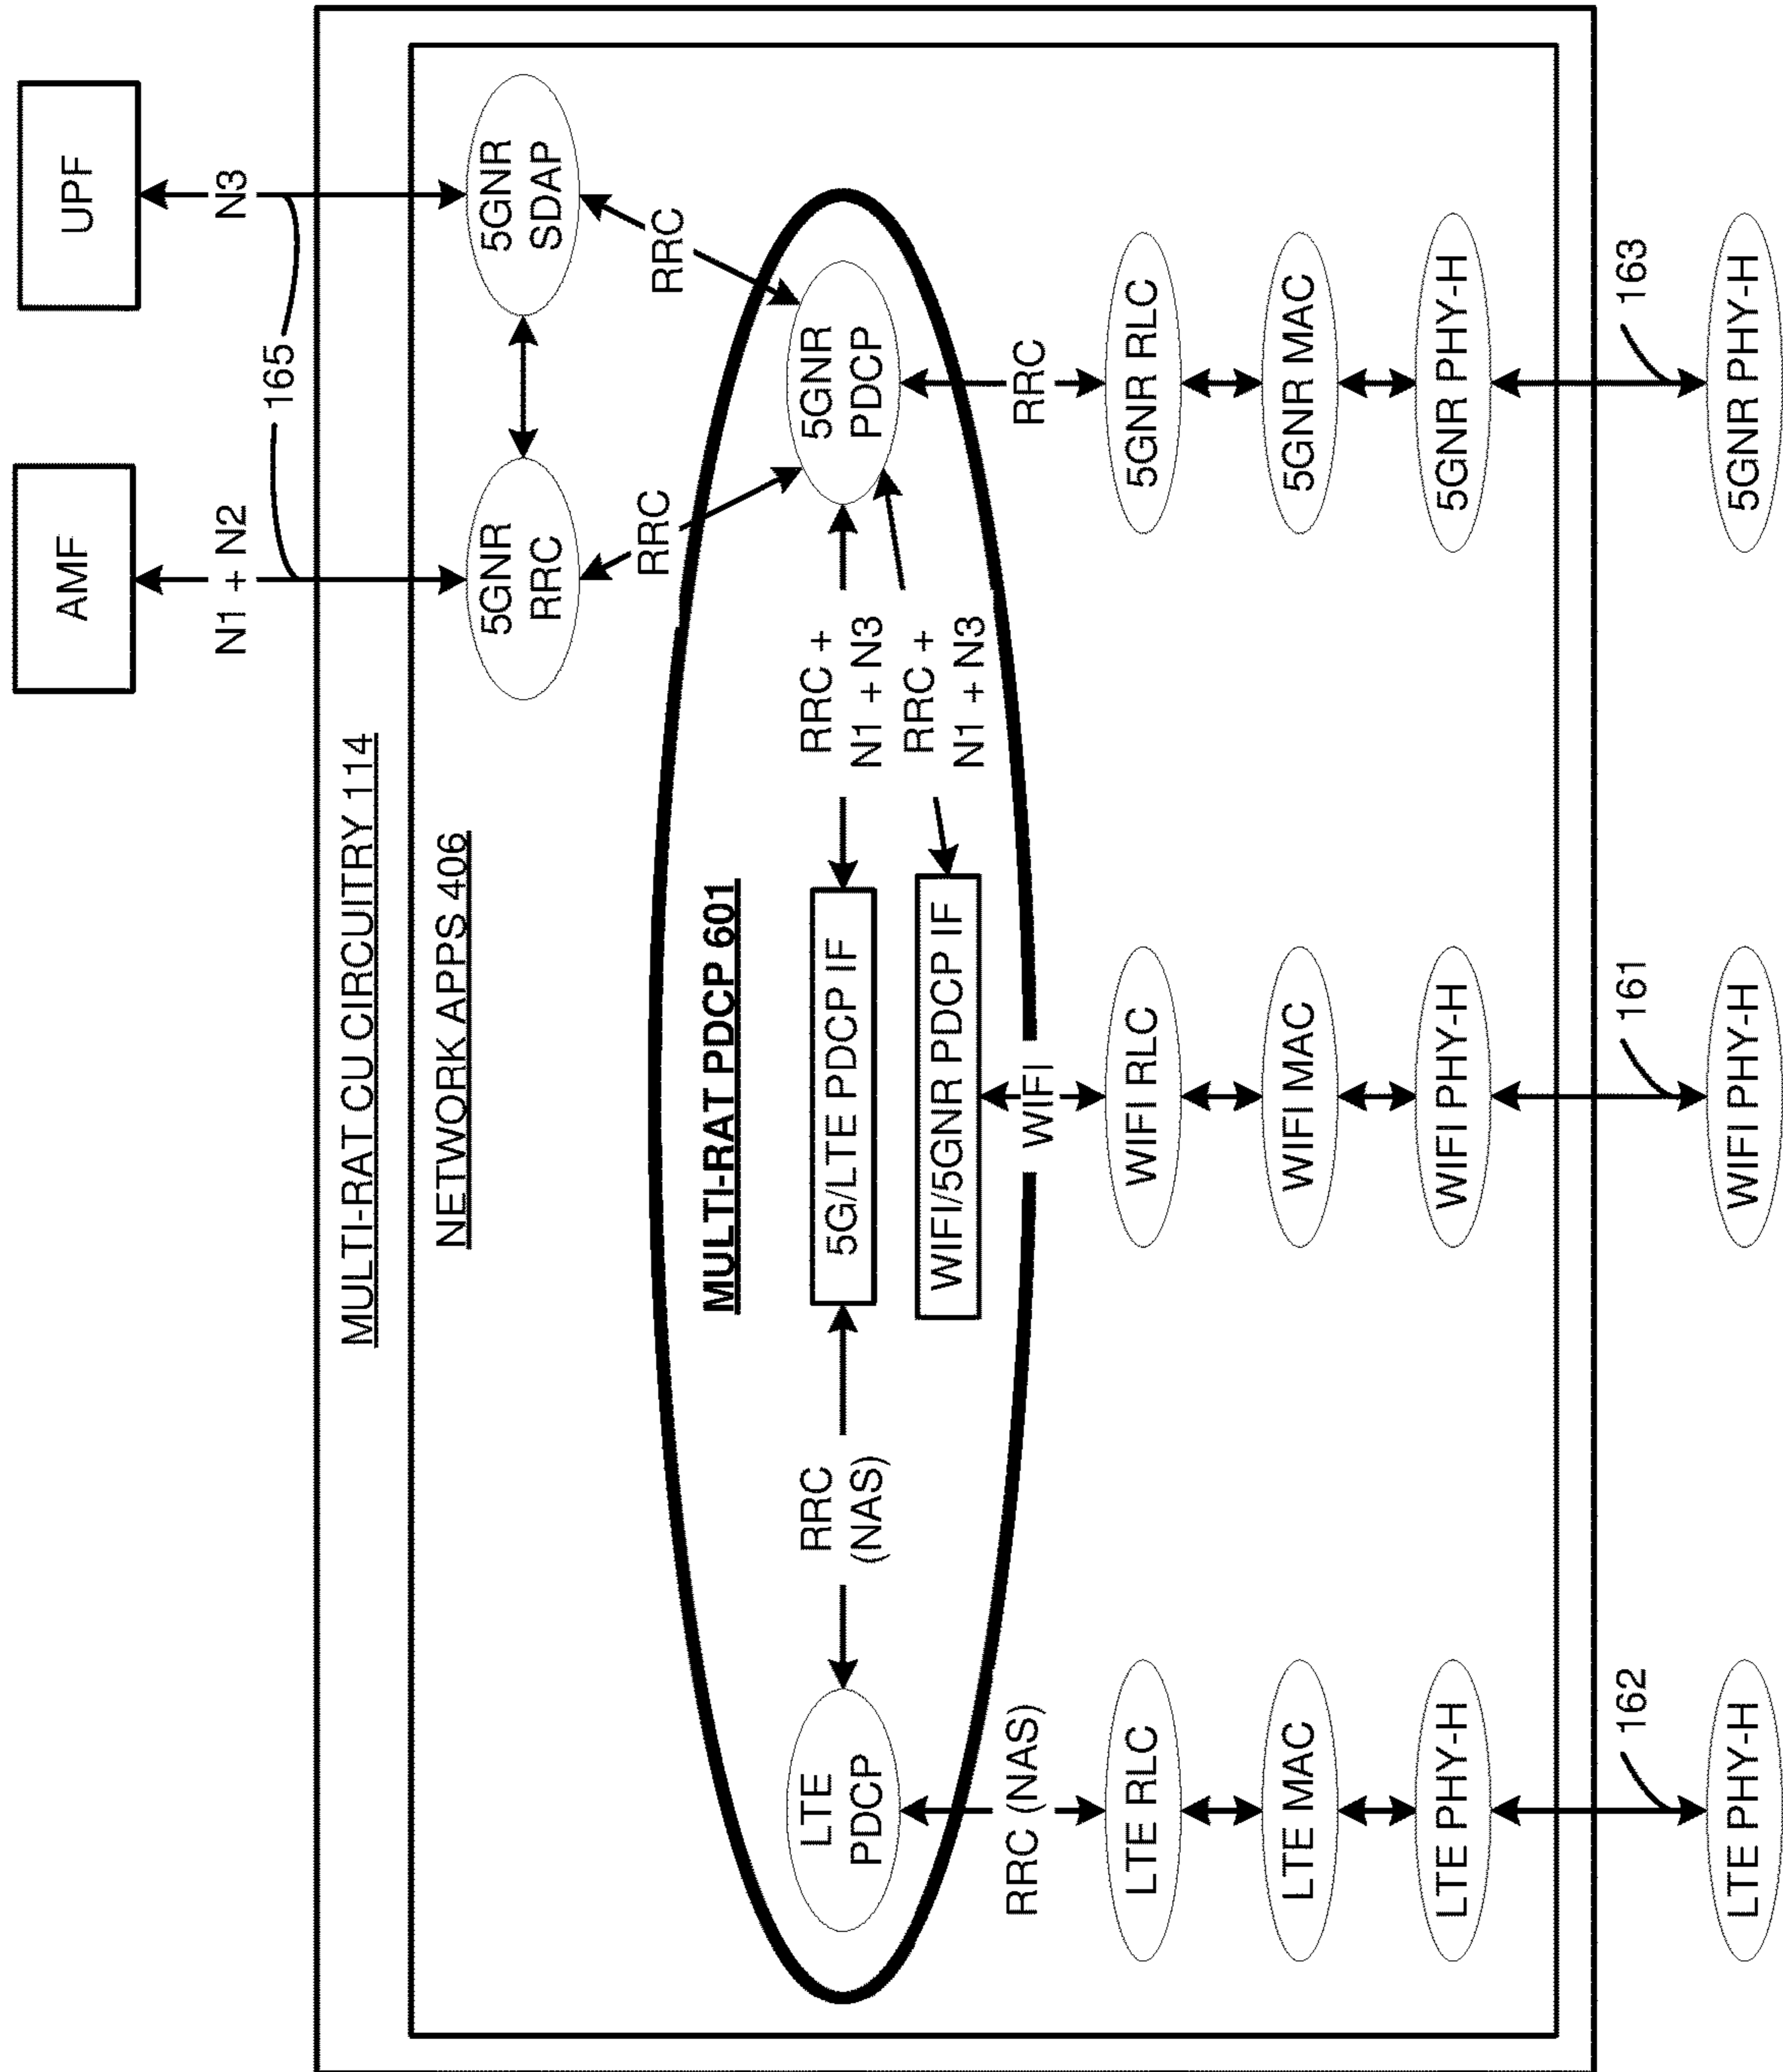 AMF
UPF
N1 + N2
N3
165
MULTI-RAT CU CIRCUITRY 114
NETWORK APPS 406
5GNR
RRC
5GNR
SDAP
RRC
RRC
MULTI-RAT PDCP 601
LTE
PDCP
RRC
(NAS)
5G/LTE PDCP IF
RRC +
N1 + N3
5GNR
PDCP
WIFI/5GNR PDCP IF
RRC +
N1 + N3
RRC (NAS)
WIFI
RRC
LTE RLC
WIFI RLC
5GNR RLC
LTE MAC
WIFI MAC
5GNR MAC
LTE PHY-H
WIFI PHY-H
5GNR PHY-H
162
161
163
LTE PHY-H
WIFI PHY-H
5GNR PHY-H